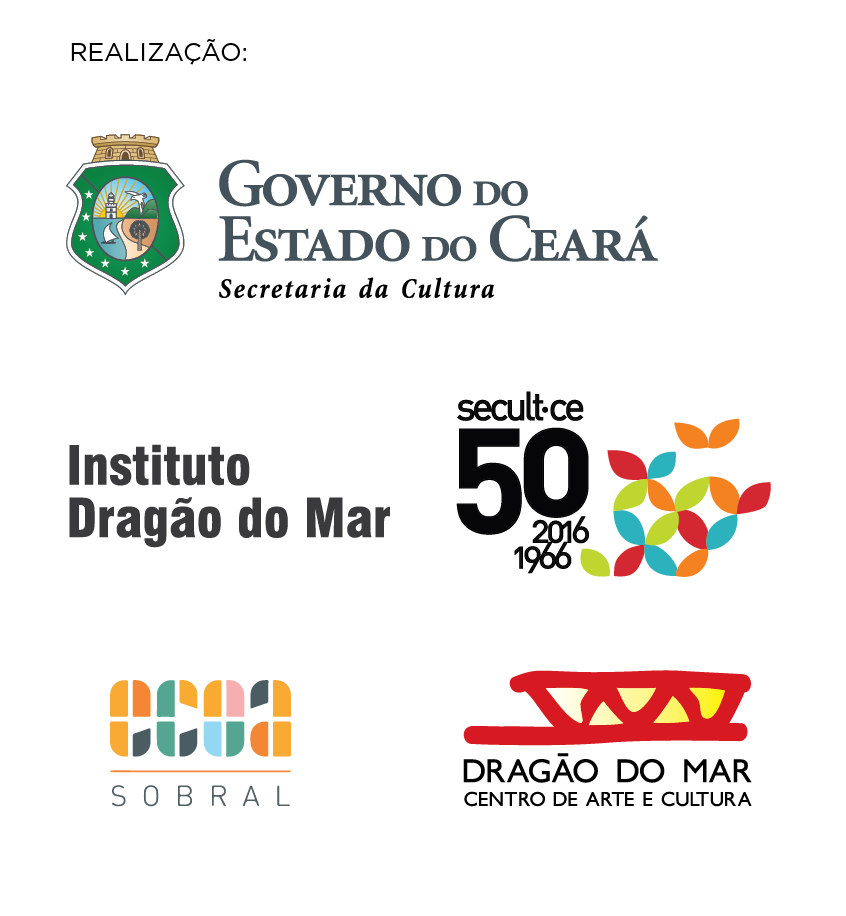 REALIZAÇÃO:
GOVERNO DO
ESTADO DO CEARÁ
Secretaria da Cultura
Instituto
Dragão do Mar
secult·ce
50
2016
1966
ecoa
SOBRAL
DRAGÃO DO MAR
CENTRO DE ARTE E CULTURA